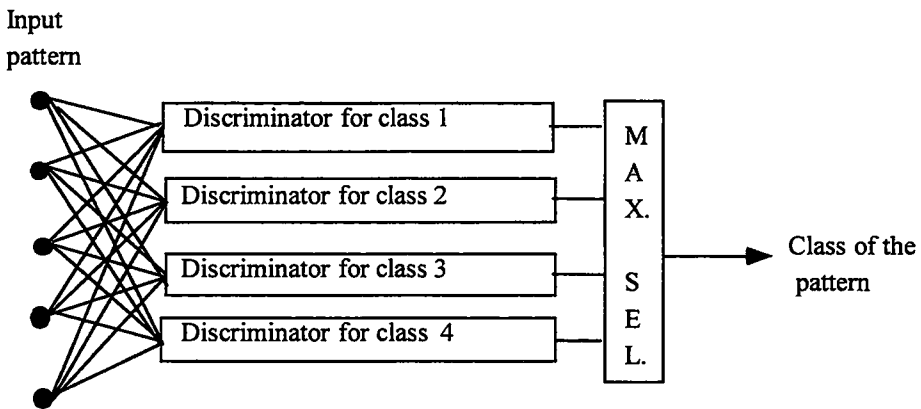 Input
pattern
Discriminator for class 1
Discriminator for class 2
Discriminator for class 3
Discriminator for class 4
M
A
X.
S
E
L.
Class of the
pattern